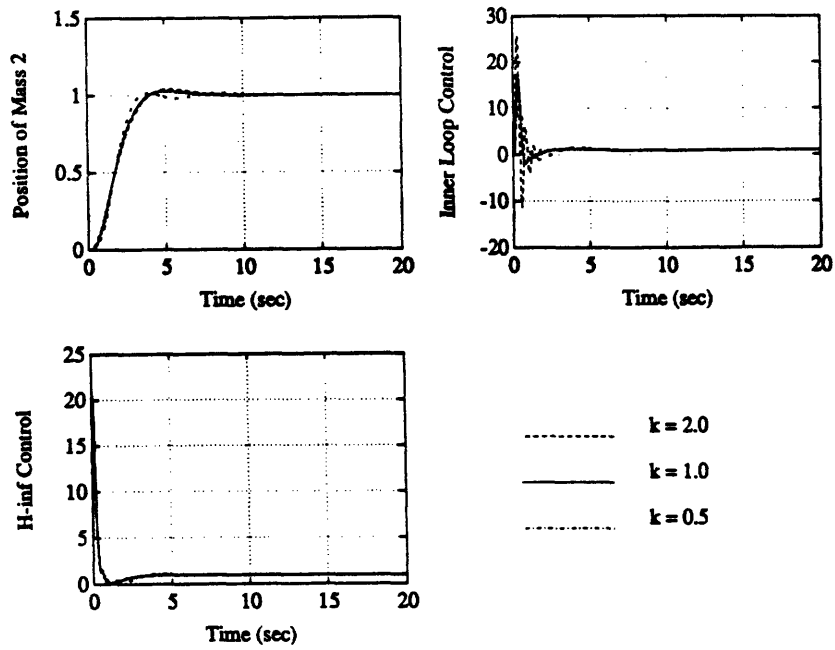 Position of Mass 2
1.5
1
0.5
0
0 5 10 15 20
Time (sec)
Inner Loop Control
30
20
10
0
-10
-20
0 5 10 15 20
Time (sec)
H-inf Control
25
20
15
10
5
0
0 5 10 15 20
Time (sec)
k = 2.0
k = 1.0
k = 0.5